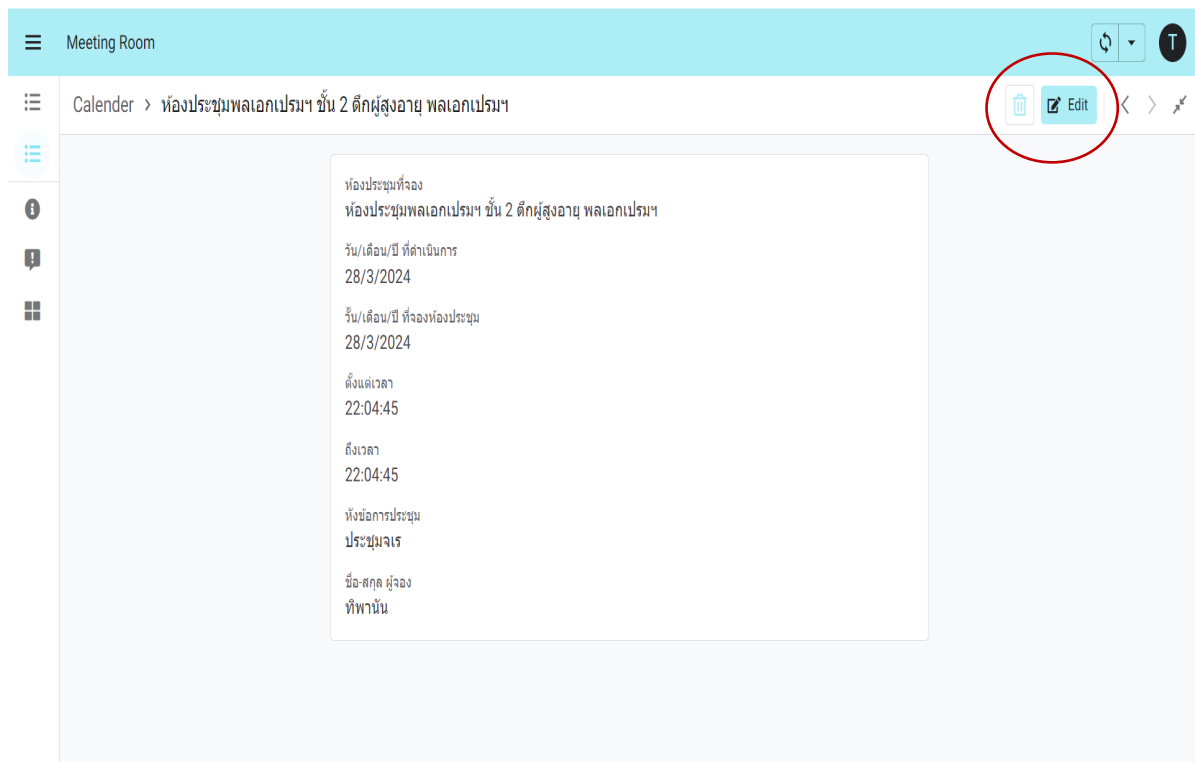 Meeting Room
T
Calender > ห้องประชุมพลเอกเปรมฯ ชั้น 2 ตึกผู้สูงอายุ พลเอกเปรมฯ
Edit
ห้องประชุมที่จอง
ห้องประชุมพลเอกเปรมฯ ชั้น 2 ตึกผู้สูงอายุ พลเอกเปรมฯ
วัน/เดือน/ปี ที่ดำเนินการ
28/3/2024
วั้น/เดือน/ปี ที่จองห้องประชุม
28/3/2024
ตั้งแต่เวลา
22:04:45
ถึงเวลา
22:04:45
หังข้อการประชุม
ประชุมจเร
ชื่อ-สกุล ผู้จอง
ทิพานัน